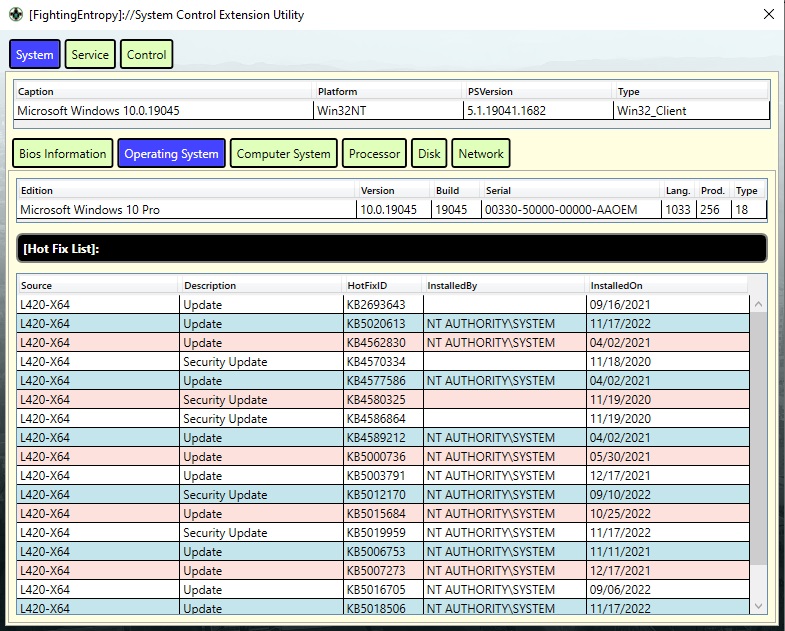 [FightingEntropy]://System Control Extension Utility
System Service Control
Caption Platform PSVersion Type
Microsoft Windows 10.0.19045 Win32NT 5.1.19041.1682 Win32_Client
Bios Information Operating System Computer System Processor Disk Network
Edition Version Build Serial Lang. Prod. Type
Microsoft Windows 10 Pro 10.0.19045 19045 00330-50000-00000-AAOEM 1033 256 18
[Hot Fix List]:
Source Description HotFixID InstalledBy InstalledOn
L420-X64 Update KB2693643 09/16/2021
L420-X64 Update KB5020613 NT AUTHORITY\SYSTEM 11/17/2022
L420-X64 Update KB4562830 NT AUTHORITY\SYSTEM 04/02/2021
L420-X64 Security Update KB4570334 11/18/2020
L420-X64 Update KB4577586 NT AUTHORITY\SYSTEM 04/02/2021
L420-X64 Security Update KB4580325 11/19/2020
L420-X64 Security Update KB4586864 11/19/2020
L420-X64 Update KB4589212 NT AUTHORITY\SYSTEM 04/02/2021
L420-X64 Update KB5000736 NT AUTHORITY\SYSTEM 05/30/2021
L420-X64 Update KB5003791 NT AUTHORITY\SYSTEM 12/17/2021
L420-X64 Security Update KB5012170 NT AUTHORITY\SYSTEM 09/10/2022
L420-X64 Update KB5015684 NT AUTHORITY\SYSTEM 10/25/2022
L420-X64 Security Update KB5019959 NT AUTHORITY\SYSTEM 11/17/2022
L420-X64 Update KB5006753 NT AUTHORITY\SYSTEM 11/11/2021
L420-X64 Update KB5007273 NT AUTHORITY\SYSTEM 12/17/2021
L420-X64 Update KB5016705 NT AUTHORITY\SYSTEM 09/06/2022
L420-X64 Update KB5018506 NT AUTHORITY\SYSTEM 11/17/2022